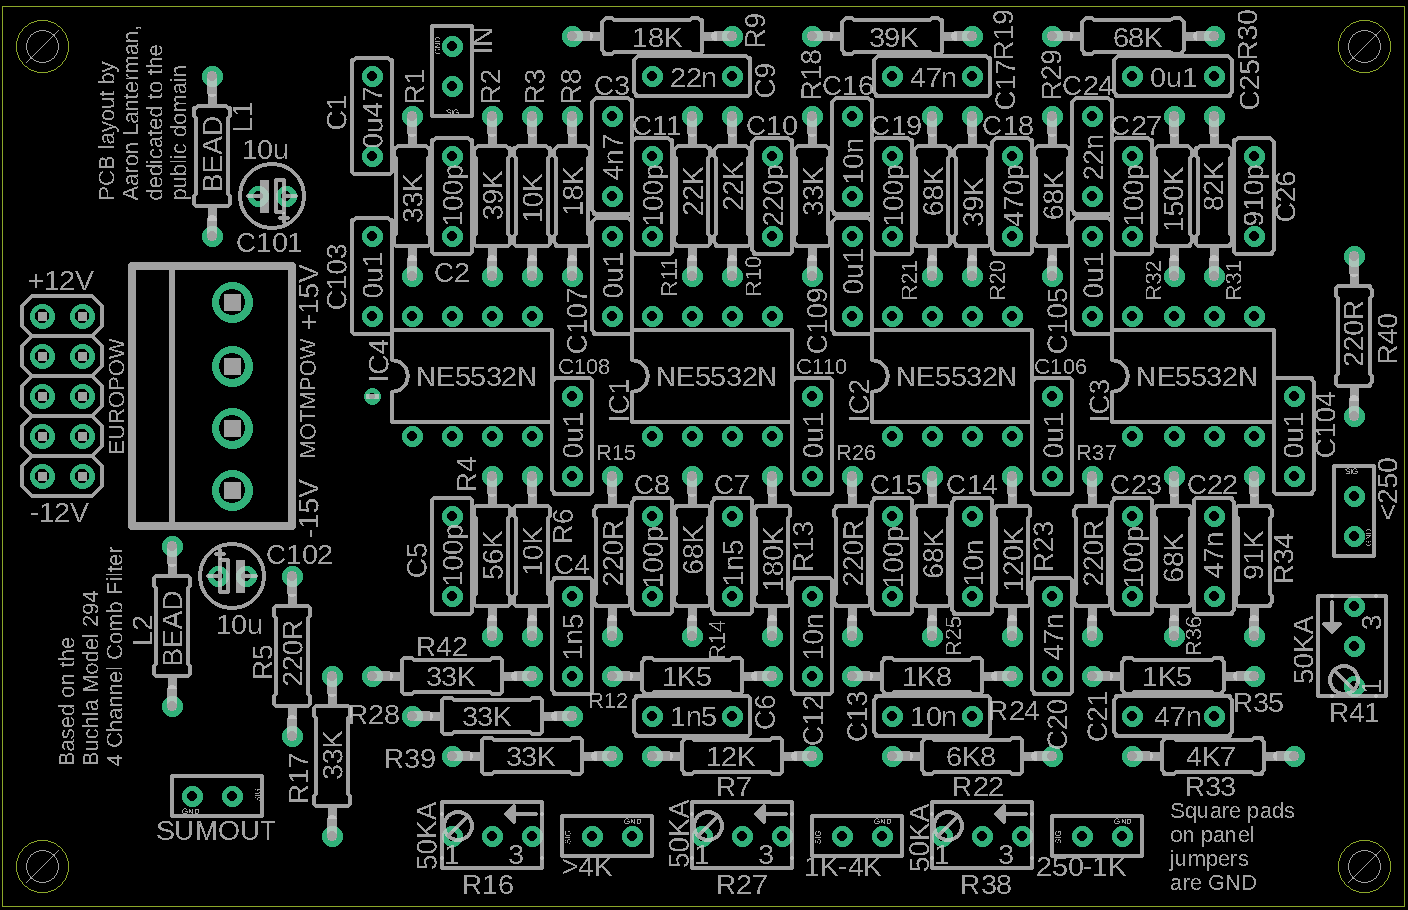 PCB layout by
Aaron Lanterman,
dedicated to the
public domain
L1
BEAD
10u
C101
+12V
EUROPOW
-12V
MOTMPOW +15V
-15V
C102
10u
L2
BEAD
Based on the
Buchla Model 294
4 Channel Comb Filter
SUMOUT
GND
SIG
IN
GND
SIG
C1
0u47
R1
33K
C2
100p
R2
39K
R3
10K
R8
18K
C103
0u1
R9
18K
C3
4n7
C9
22n
C11
100p
R11
22K
R10
22K
C10
220p
C107
0u1
R18
33K
R19
39K
C16
10n
C17
47n
C19
100p
R21
68K
R20
39K
C18
470p
C109
0u1
R29
68K
R30
68K
C24
22n
C25
0u1
C27
100p
R32
150K
R31
82K
C26
910p
C105
0u1
IC4
NE5532N
C108
0u1
IC1
NE5532N
C110
0u1
IC2
NE5532N
C106
0u1
IC3
NE5532N
C104
0u1
R40
220R
<250
SIG
GND
50KA
3
1
R41
C5
100p
R4
56K
R6
10K
C4
1n5
R15
220R
C8
100p
R14
68K
C7
1n5
R13
180K
R26
220R
C15
100p
R25
68K
C14
10n
R23
120K
R37
220R
C23
100p
R36
68K
C22
47n
R34
91K
R5
220R
R17
33K
R42
33K
R28
33K
R39
33K
R12
1K5
C6
1n5
R7
12K
C12
10n
C13
10n
1K8
R24
R22
6K8
C20
47n
C21
47n
1K5
R35
4K7
R33
50KA
1
3
R16
SIG
GND
>4K
50KA
1
3
R27
SIG
GND
1K-4K
50KA
1
3
R38
SIG
GND
250-1K
Square pads
on panel
jumpers
are GND